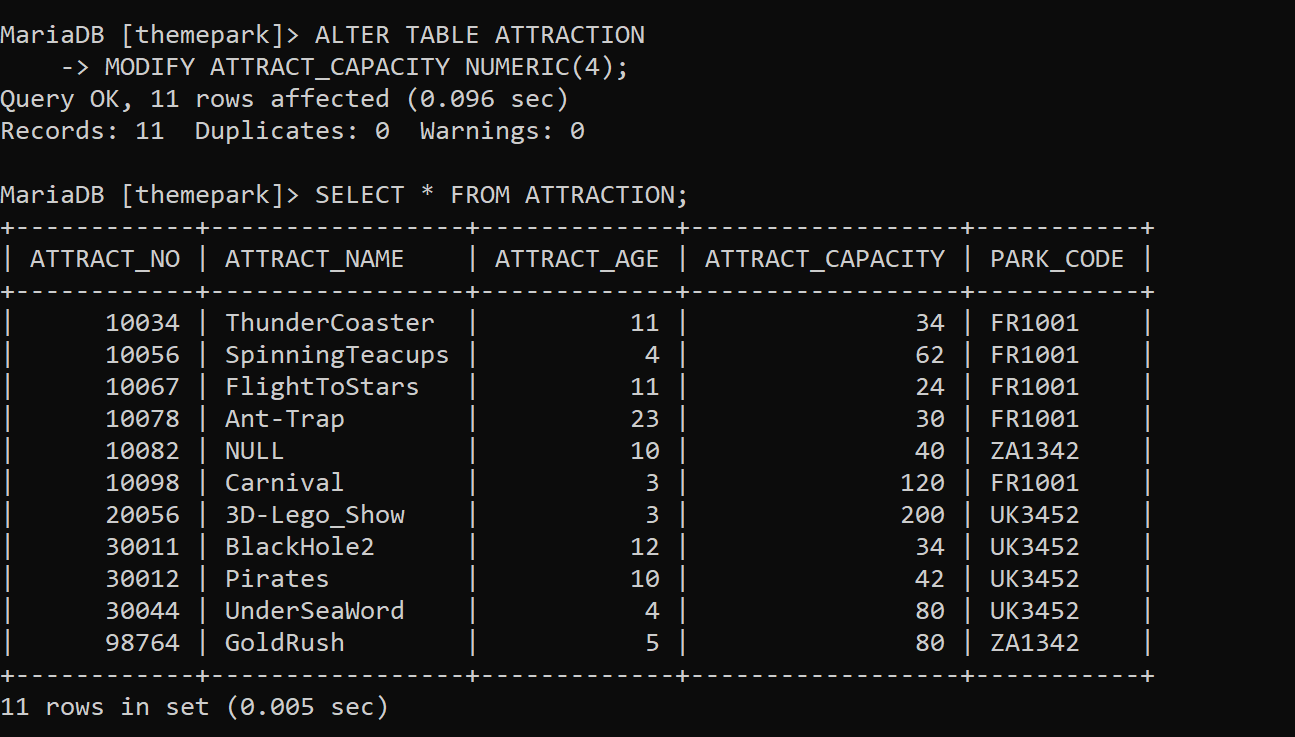 MariaDB [themepark]> ALTER TABLE ATTRACTION
    -> MODIFY ATTRACT_CAPACITY NUMERIC(4);
Query OK, 11 rows affected (0.096 sec)
Records: 11  Duplicates: 0  Warnings: 0

MariaDB [themepark]> SELECT * FROM ATTRACTION;
+------------+-----------------+-------------+------------------+-----------+
| ATTRACT_NO | ATTRACT_NAME    | ATTRACT_AGE | ATTRACT_CAPACITY | PARK_CODE |
+------------+-----------------+-------------+------------------+-----------+
|      10034 | ThunderCoaster  |          11 |               34 | FR1001    |
|      10056 | SpinningTeacups |           4 |               62 | FR1001    |
|      10067 | FlightToStars   |          11 |               24 | FR1001    |
|      10078 | Ant-Trap        |          23 |               30 | FR1001    |
|      10082 | NULL            |          10 |               40 | ZA1342    |
|      10098 | Carnival        |           3 |              120 | FR1001    |
|      20056 | 3D-Lego_Show    |           3 |              200 | UK3452    |
|      30011 | BlackHole2      |          12 |               34 | UK3452    |
|      30012 | Pirates         |          10 |               42 | UK3452    |
|      30044 | UnderSeaWord    |           4 |               80 | UK3452    |
|      98764 | GoldRush        |           5 |               80 | ZA1342    |
+------------+-----------------+-------------+------------------+-----------+
11 rows in set (0.005 sec)